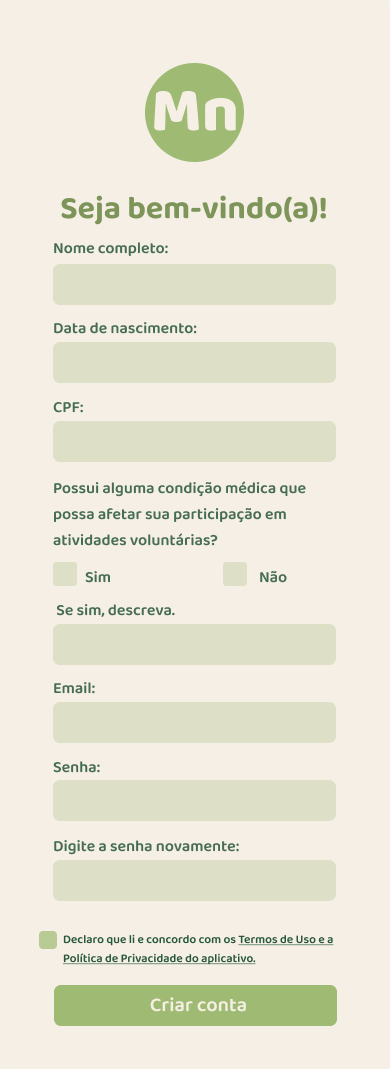 Mn
Seja bem-vindo(a)!
Nome completo:
Data de nascimento:
CPF:
Possui alguma condição médica que
possa afetar sua participação em
atividades voluntárias?
Sim Não
Se sim, descreva.
Email:
Senha:
Digite a senha novamente:
Declaro que li e concordo com os Termos de Uso e a
Política de Privacidade do aplicativo.
Criar conta